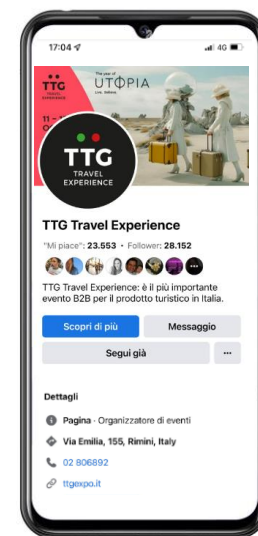 17:04
4G
TTG
TRAVEL
EXPERIENCE
The year of
UTOPIA
11 –
TTG
TRAVEL
EXPERIENCE
TTG Travel Experience
"Mi piace": 23.553 • Follower: 28.152
TTG Travel Experience: è il più importante
evento B2B per il prodotto turistico in Italia.
Scopri di più
Messaggio
Segui già
Dettagli
Pagina · Organizzatore di eventi
Via Emilia, 155, Rimini, Italy
02 806892
ttgexpo.it